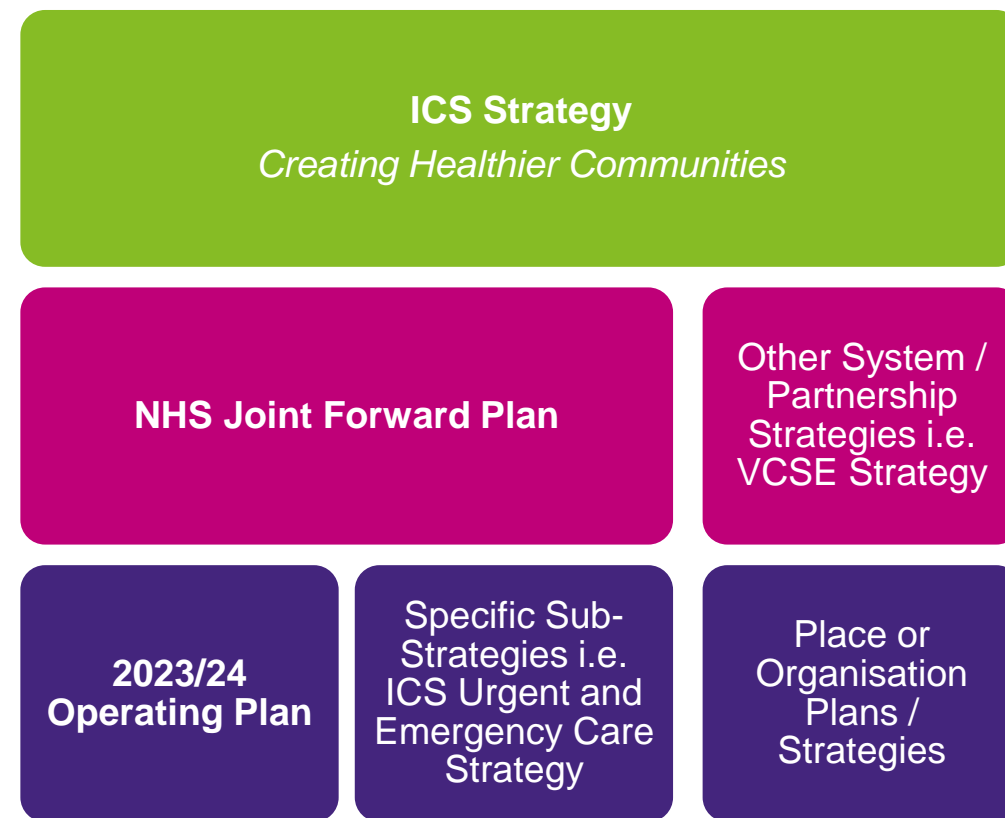 ICS Strategy
Creating Healthier Communities
NHS Joint Forward Plan
Other System /
Partnership
Strategies i.e.
VCSE Strategy
2023/24
Operating Plan
Specific Sub-
Strategies i.e.
ICS Urgent and
Emergency Care
Strategy
Place or
Organisation
Plans /
Strategies